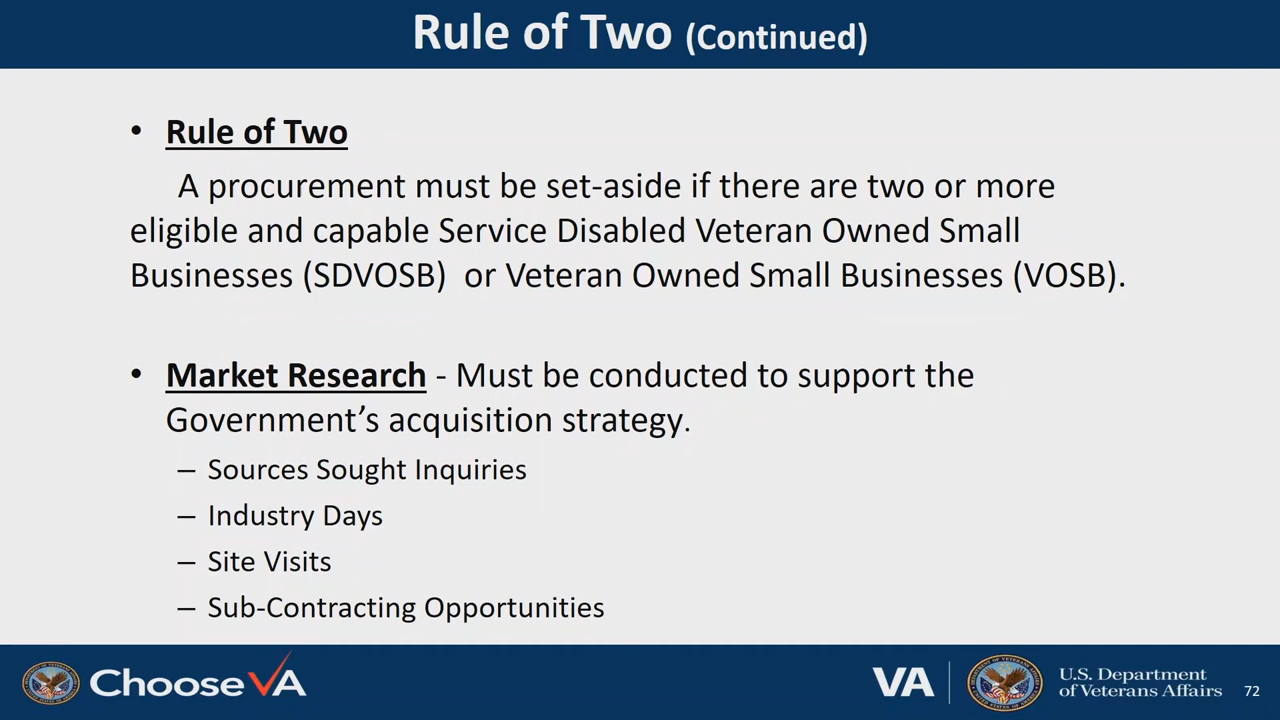 Rule of Two (Continued)
• Rule of Two
A procurement must be set-aside if there are two or more
eligible and capable Service Disabled Veteran Owned Small
Businesses (SDVOSB) or Veteran Owned Small Businesses (VOSB).
• Market Research - Must be conducted to support the
Government's acquisition strategy.
– Sources Sought Inquiries
– Industry Days
– Site Visits
– Sub-Contracting Opportunities
Choose VA
VA
U.S. Department
of Veterans Affairs
72